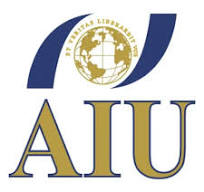 ET VERITAS LIBERABIT VOS
AIU